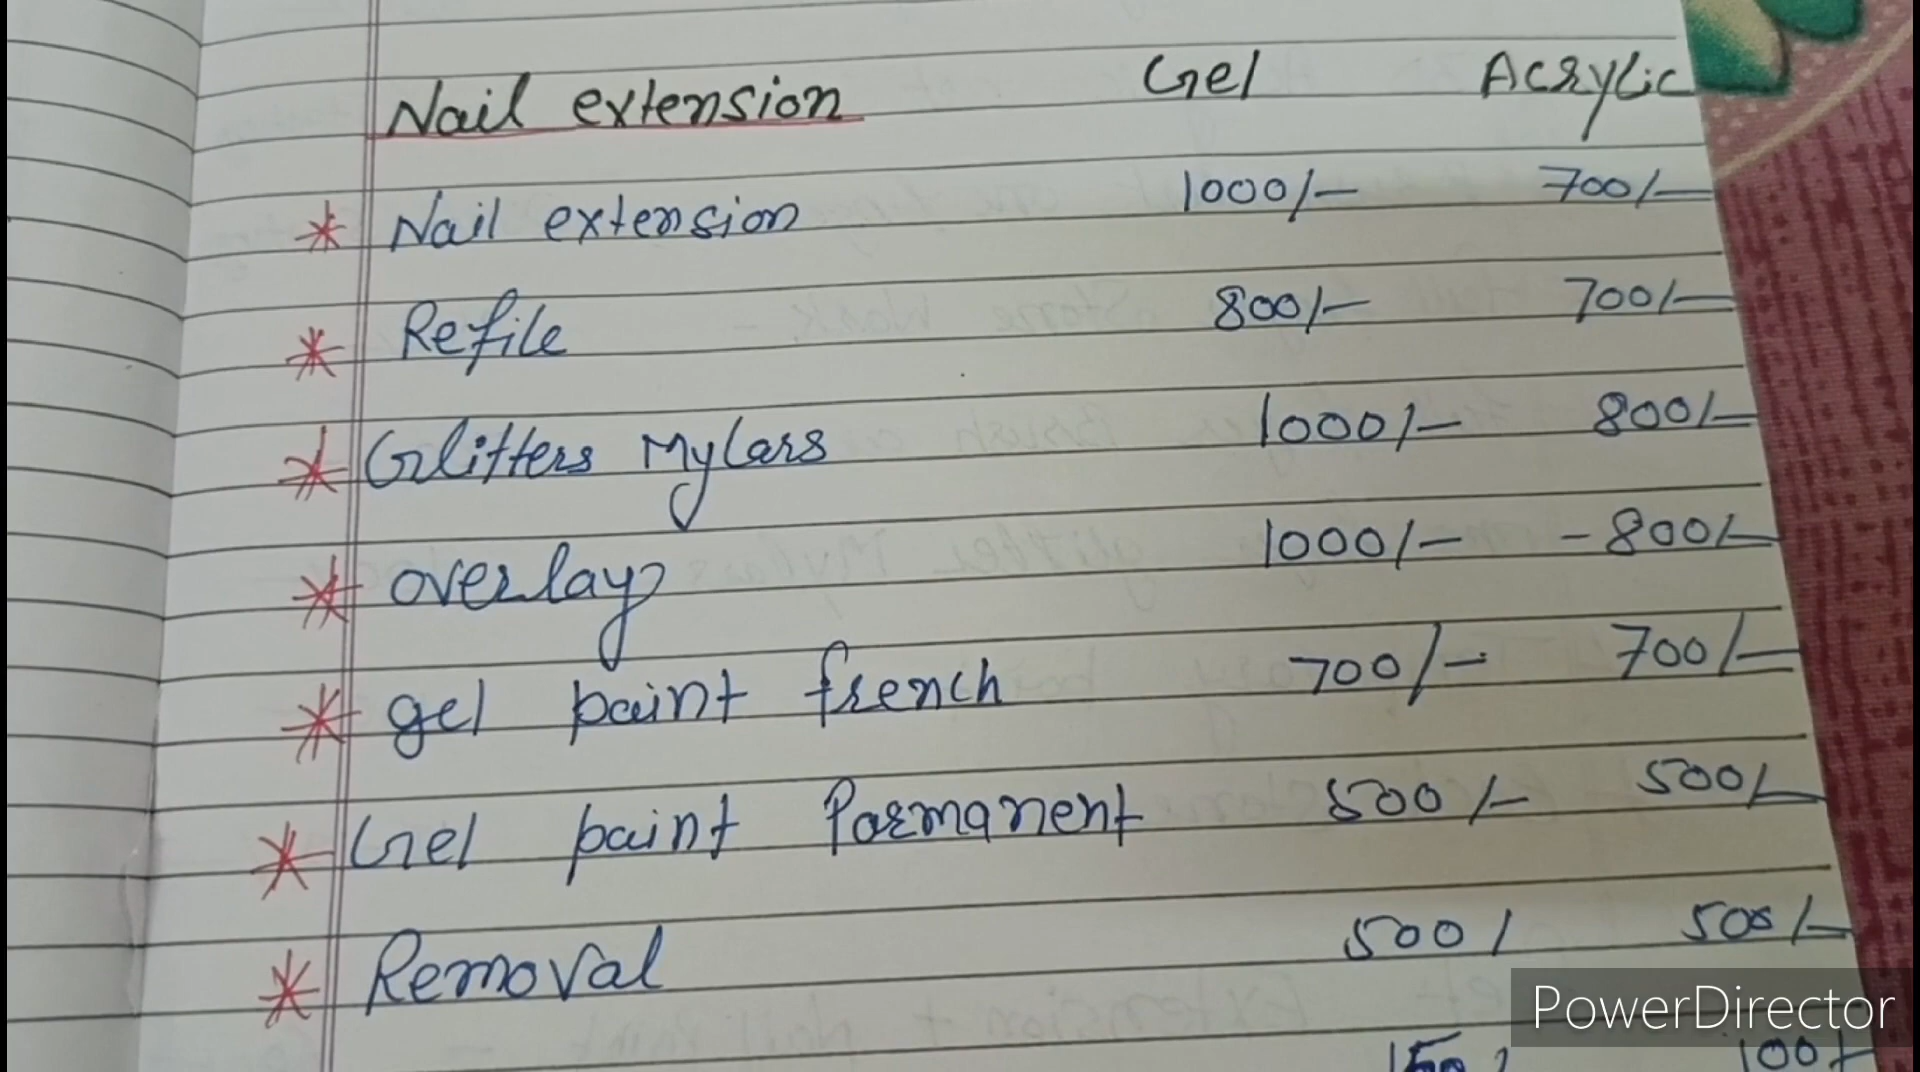 Nail extension Gel Acrylic
* Nail extension 1000/- 700/-
* Refile 800/- 700/-
* Glitters Mylars 1000/- 800/-
* overlay 1000/- - 800/-
* gel paint french 700/- 700/-
* Gel paint Parmanent 500/- 500/-
* Removal 500/ 500/-
PowerDirector
100/-